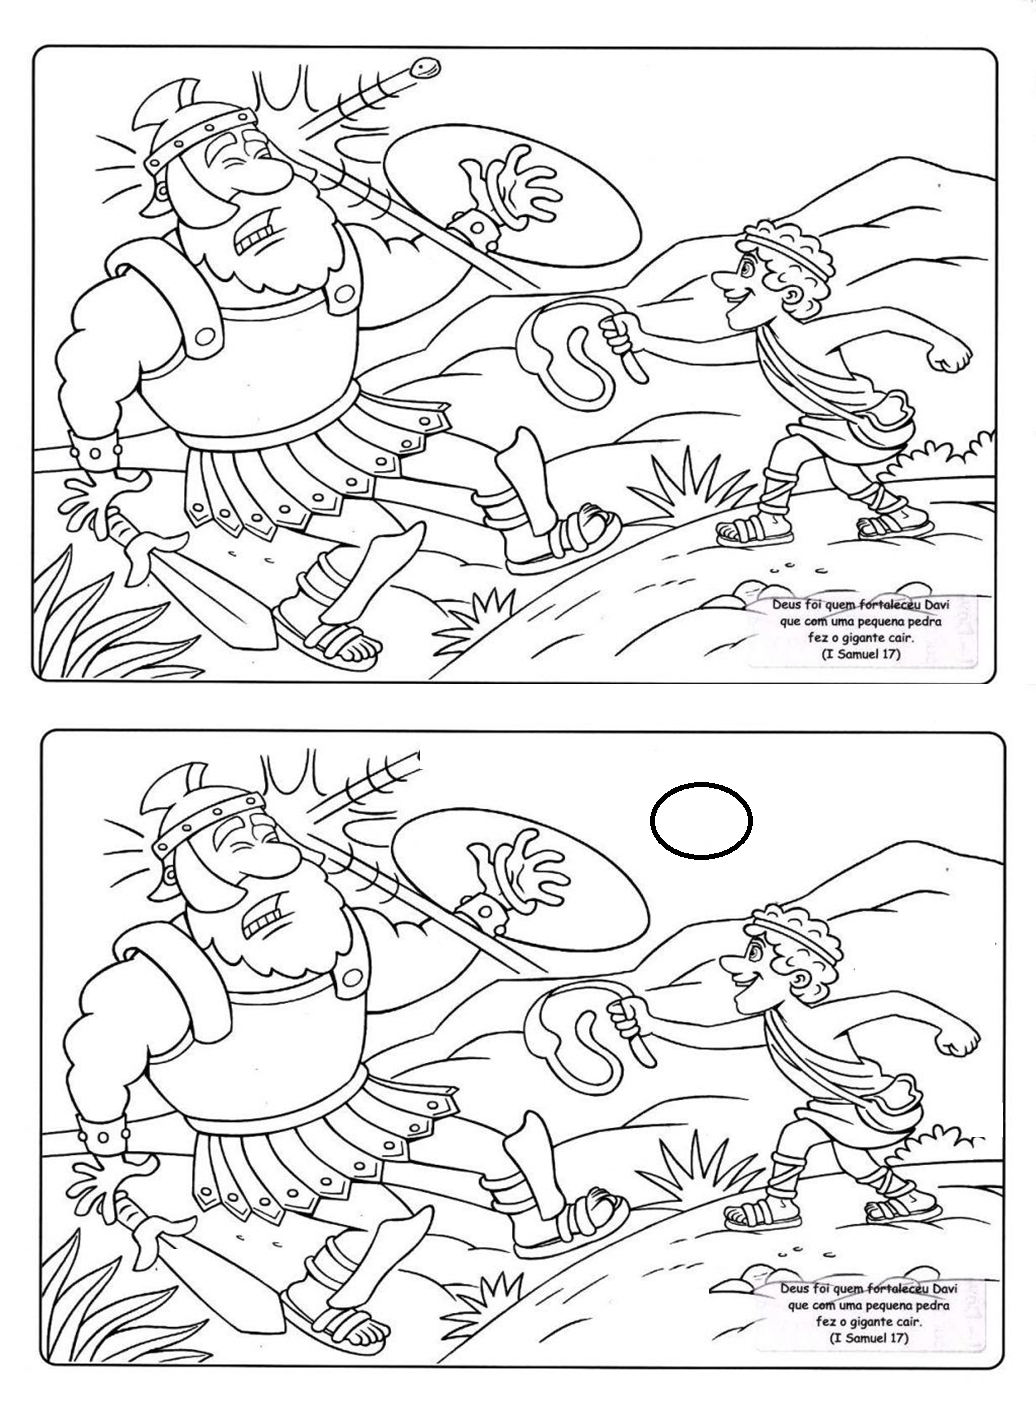 Deus foi quem fortaleceu Davi
que com uma pequena pedra
fez o gigante cair.
(I Samuel 17)
Deus foi quem fortaleceu Davi
que com uma pequena pedra
fez o gigante cair.
(I Samuel 17)